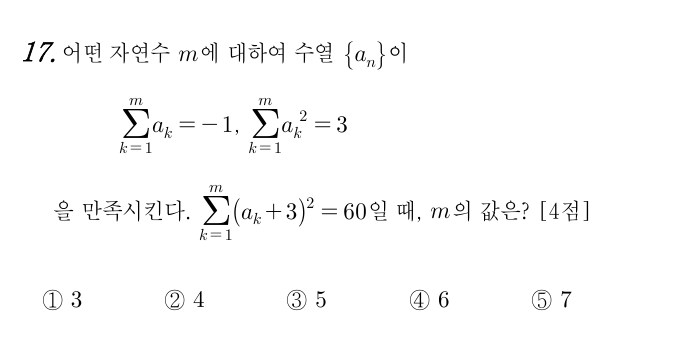 17. 어떤 자연수 m에 대하여 수열 {aₙ}이
∑_{k=1}^{m} a_k = −1, ∑_{k=1}^{m} a_k² = 3
을 만족시킨다. ∑_{k=1}^{m} (a_k+3)² = 60일 때, m의 값은? [4점]
① 3 ② 4 ③ 5 ④ 6 ⑤ 7